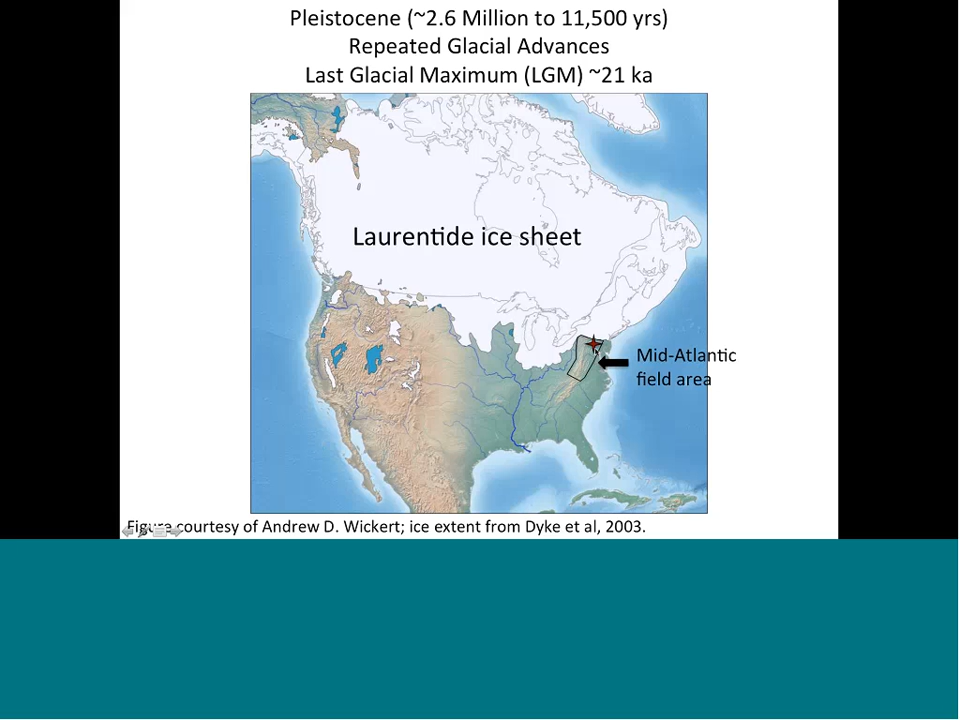 Pleistocene (~2.6 Million to 11,500 yrs)
Repeated Glacial Advances
Last Glacial Maximum (LGM) ~21 ka
Laurentide ice sheet
Mid-Atlantic
field area
Figure courtesy of Andrew D. Wickert; ice extent from Dyke et al, 2003.